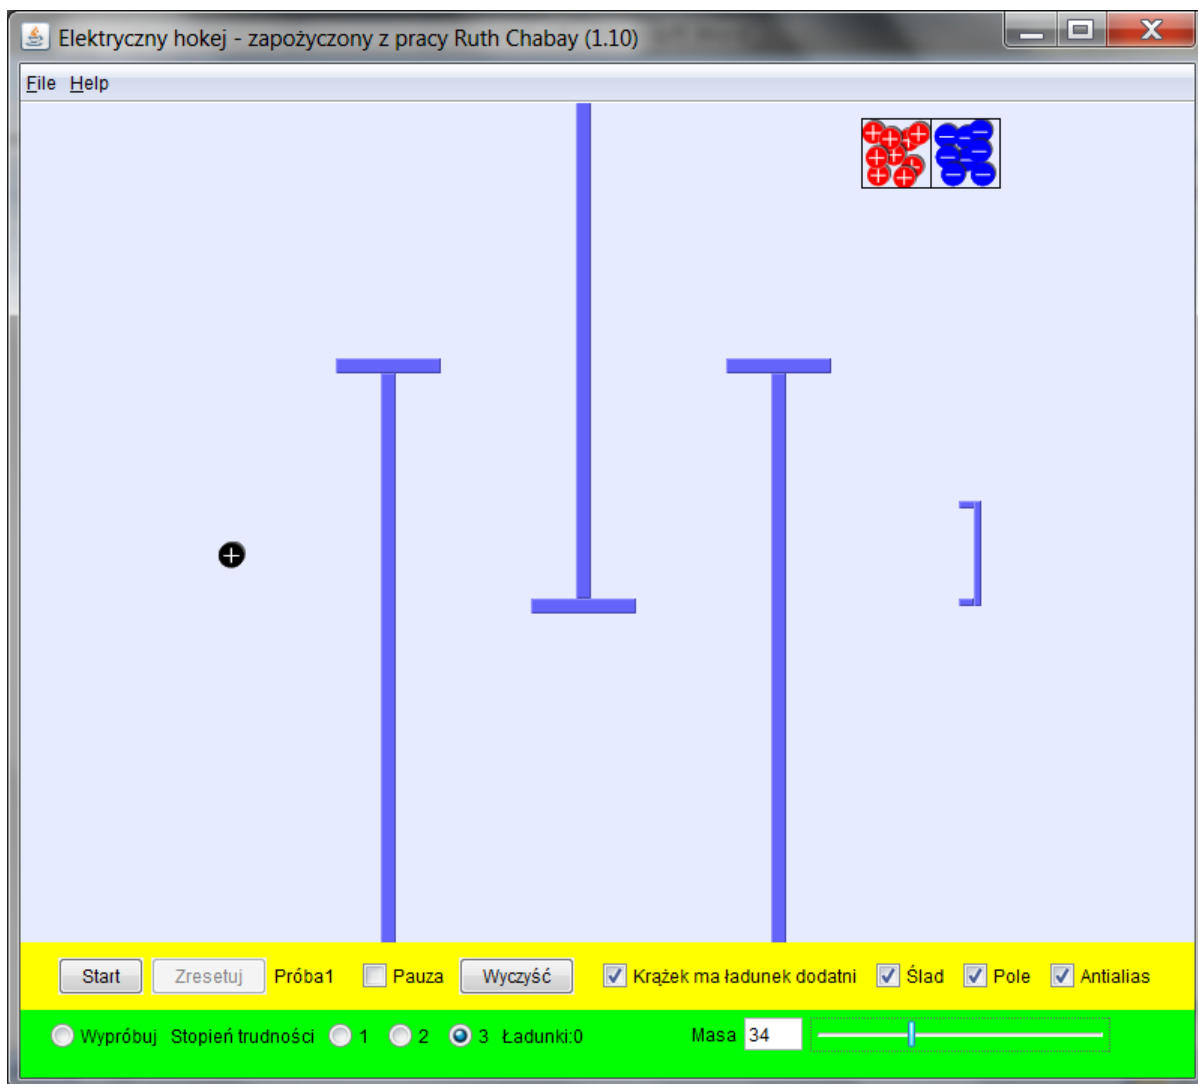 Elektryczny hokej - zapożyczony z pracy Ruth Chabay (1.10)
File Help
Start Zresetuj Próba1 Pauza Wyczyść Krążek ma ładunek dodatni Ślad Pole Antialias
Wypróbuj Stopień trudności 1 2 3 Ładunki:0 Masa 34